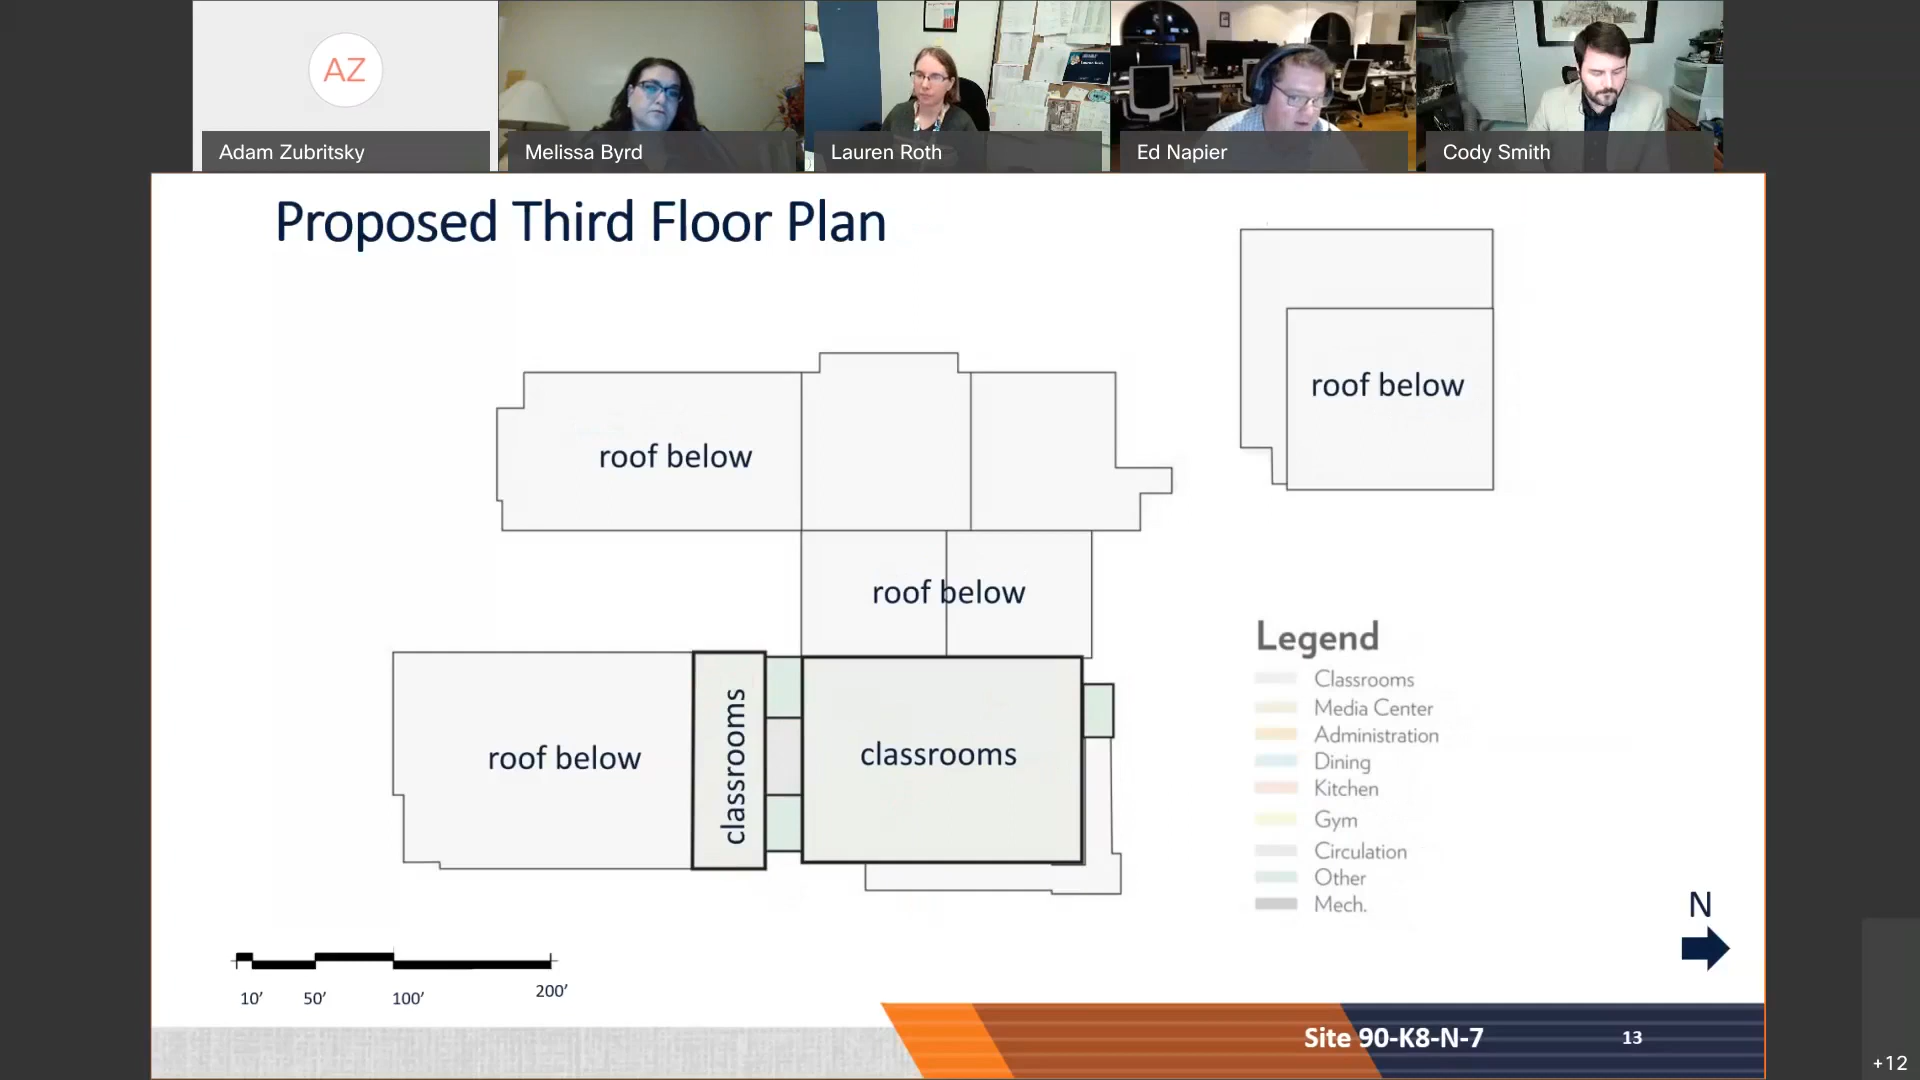 AZ
Adam Zubritsky
Melissa Byrd
Lauren Roth
Ed Napier
Cody Smith
Proposed Third Floor Plan
roof below
roof below
roof below
roof below
classrooms
classrooms
Legend
Classrooms
Media Center
Administration
Dining
Kitchen
Gym
Circulation
Other
Mech.
N
10’
50’
100’
200’
Site 90-K8-N-7
13
+12